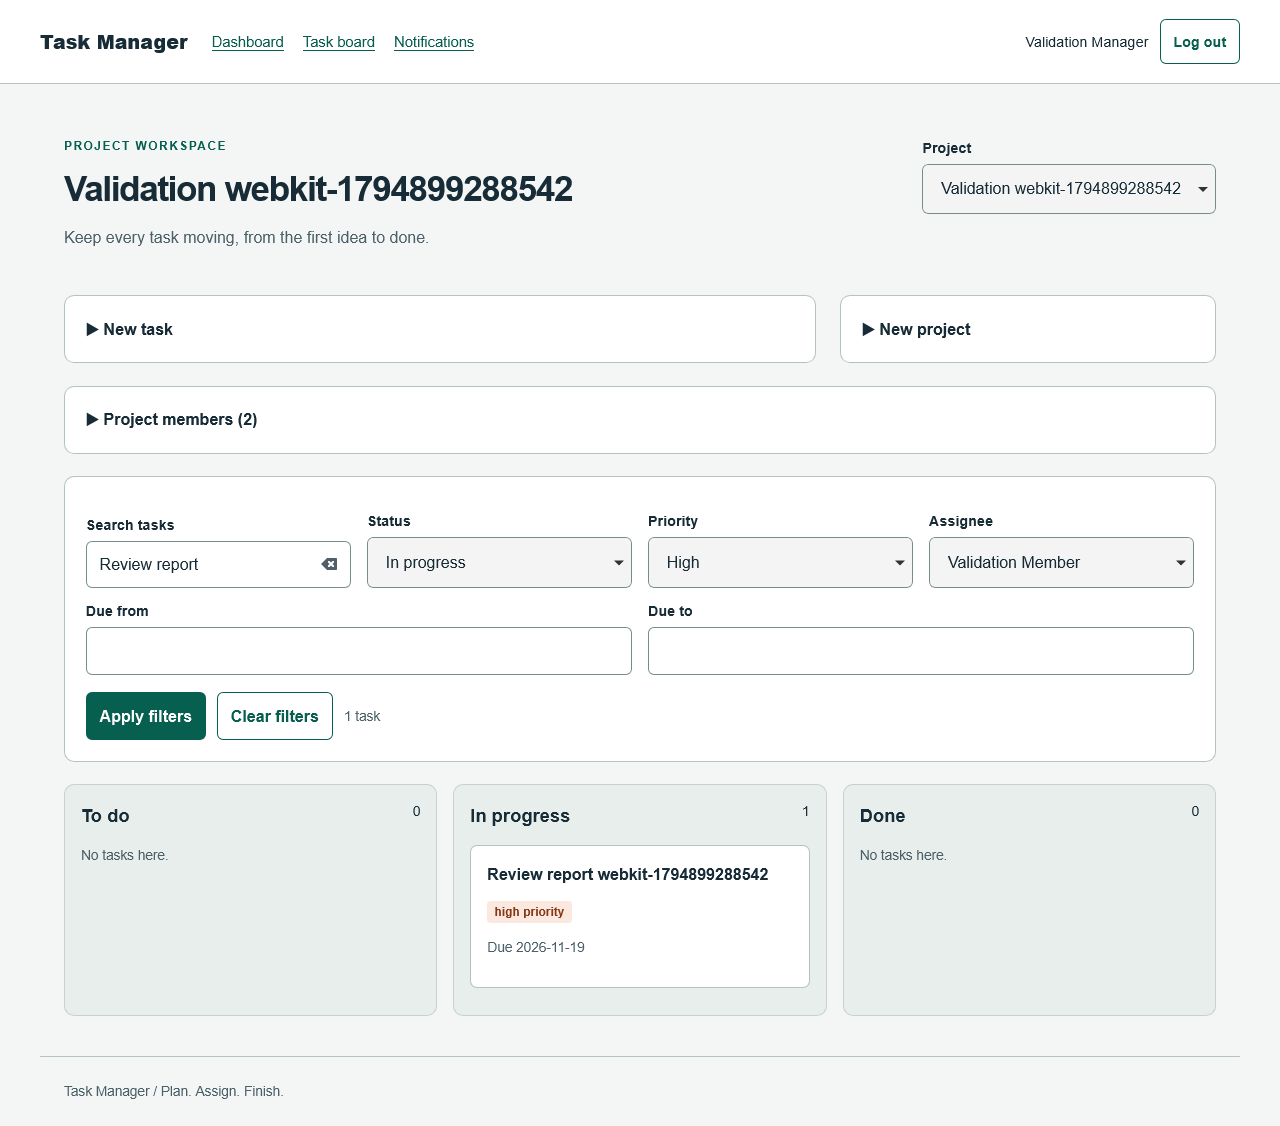 Task Manager Dashboard Task board Notifications Validation Manager Log out
PROJECT WORKSPACE
Validation webkit-1794899288542
Keep every task moving, from the first idea to done.
Project
Validation webkit-1794899288542
New task
New project
Project members (2)
Search tasks
Review report
Status
In progress
Priority
High
Assignee
Validation Member
Due from
Due to
Apply filters
Clear filters
1 task
To do
0
No tasks here.
In progress
1
Review report webkit-1794899288542
high priority
Due 2026-11-19
Done
0
No tasks here.
Task Manager / Plan. Assign. Finish.